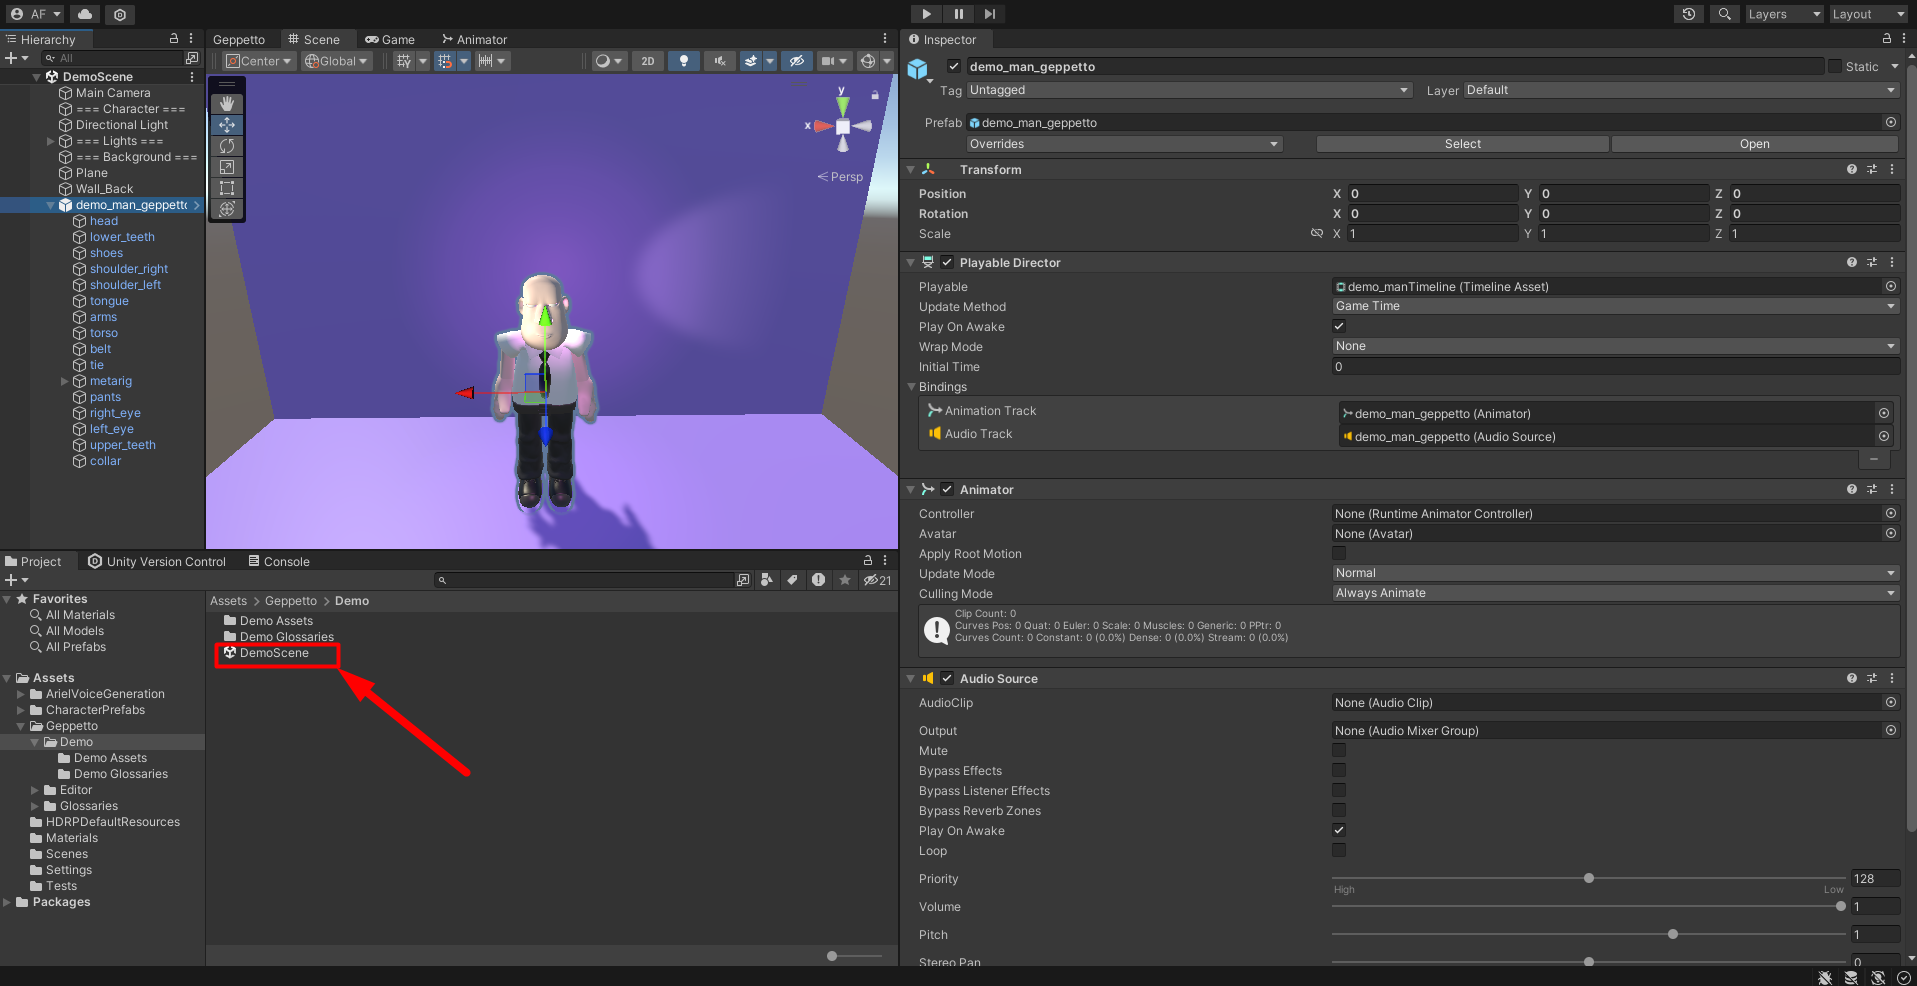 AF
Layers
Layout
Hierarchy
All
DemoScene
Main Camera
=== Character ===
Directional Light
=== Lights ===
=== Background ===
Plane
Wall_Back
demo_man_geppetto
head
lower_teeth
shoes
shoulder_right
shoulder_left
tongue
arms
torso
belt
tie
metarig
pants
right_eye
left_eye
upper_teeth
collar
Geppetto
Scene
Game
Animator
Center
Global
2D
y
x
Persp
Inspector
demo_man_geppetto
Static
Tag
Untagged
Layer
Default
Prefab
demo_man_geppetto
Overrides
Select
Open
Transform
Position
X 0
Y 0
Z 0
Rotation
X 0
Y 0
Z 0
Scale
X 1
Y 1
Z 1
Playable Director
Playable
demo_manTimeline (Timeline Asset)
Update Method
Game Time
Play On Awake
Wrap Mode
None
Initial Time
0
Bindings
Animation Track
demo_man_geppetto (Animator)
Audio Track
demo_man_geppetto (Audio Source)
Animator
Controller
None (Runtime Animator Controller)
Avatar
None (Avatar)
Apply Root Motion
Update Mode
Normal
Culling Mode
Always Animate
Clip Count: 0
Curves Pos: 0 Quat: 0 Euler: 0 Scale: 0 Muscles: 0 Generic: 0 PPtr: 0
Curves Count: 0 Constant: 0 (0.0%) Dense: 0 (0.0%) Stream: 0 (0.0%)
Audio Source
AudioClip
None (Audio Clip)
Output
None (Audio Mixer Group)
Mute
Bypass Effects
Bypass Listener Effects
Bypass Reverb Zones
Play On Awake
Loop
Priority
128
High
Low
Volume
1
Pitch
1
Stereo Pan
0
Project
Unity Version Control
Console
21
Favorites
All Materials
All Models
All Prefabs
Assets
ArielVoiceGeneration
CharacterPrefabs
Geppetto
Demo
Demo Assets
Demo Glossaries
Editor
Glossaries
HDRPDefaultResources
Materials
Scenes
Settings
Tests
Packages
Assets > Geppetto > Demo
Demo Assets
Demo Glossaries
DemoScene